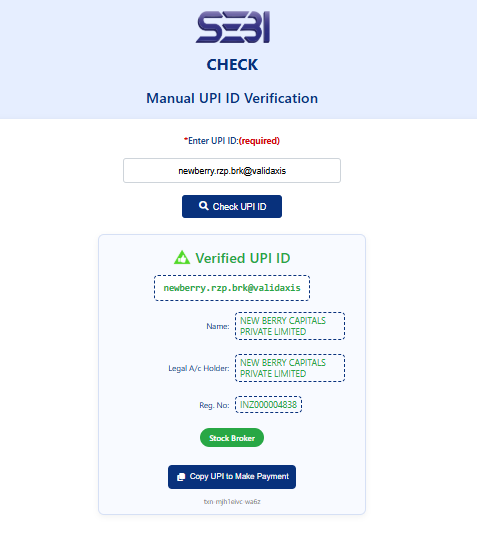 SEBI
CHECK
Manual UPI ID Verification
*Enter UPI ID:(required)
newberry.rzp.brk@validaxis
Check UPI ID
Verified UPI ID
newberry.rzp.brk@validaxis
Name: NEW BERRY CAPITALS
PRIVATE LIMITED
Legal A/c Holder: NEW BERRY CAPITALS
PRIVATE LIMITED
Reg. No: INZ000004838
Stock Broker
Copy UPI to Make Payment
txn-mjh1eivc-wa6z